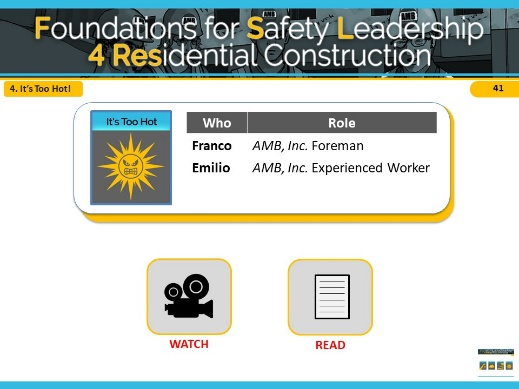 Foundations for Safety Leadership
4 Residential Construction
4. It's Too Hot!
41
It's Too Hot
Who Role
Franco AMB, Inc. Foreman
Emilio AMB, Inc. Experienced Worker
WATCH READ